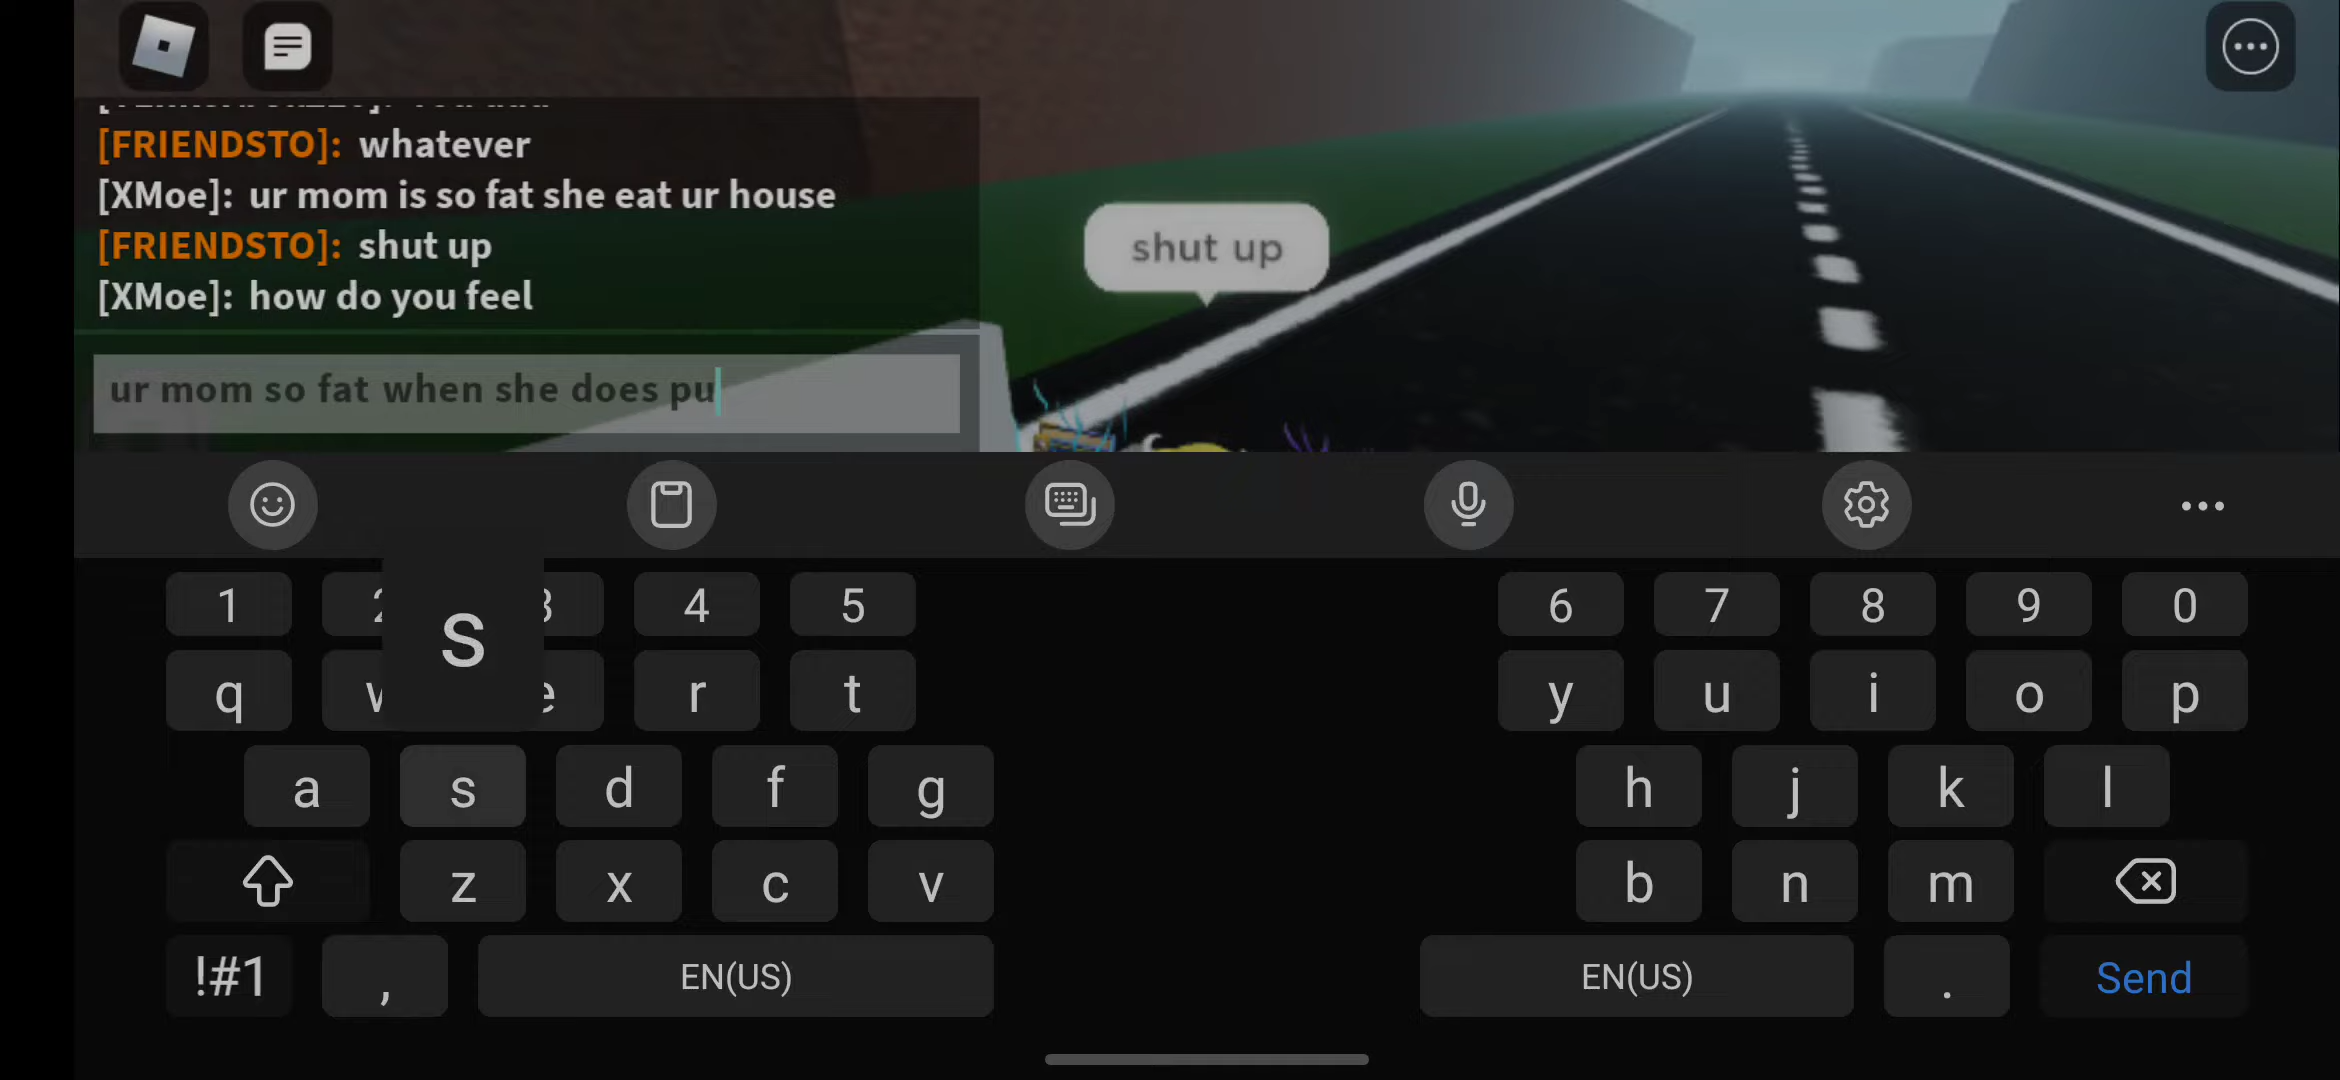 [FRIENDSTO]: whatever
[XMoe]: ur mom is so fat she eat ur house
[FRIENDSTO]: shut up
[XMoe]: how do you feel
shut up
ur mom so fat when she does pu
1 2 3 4 5 6 7 8 9 0
s
q w e r t y u i o p
a s d f g h j k l
z x c v b n m
!#1 , EN(US) EN(US) . Send